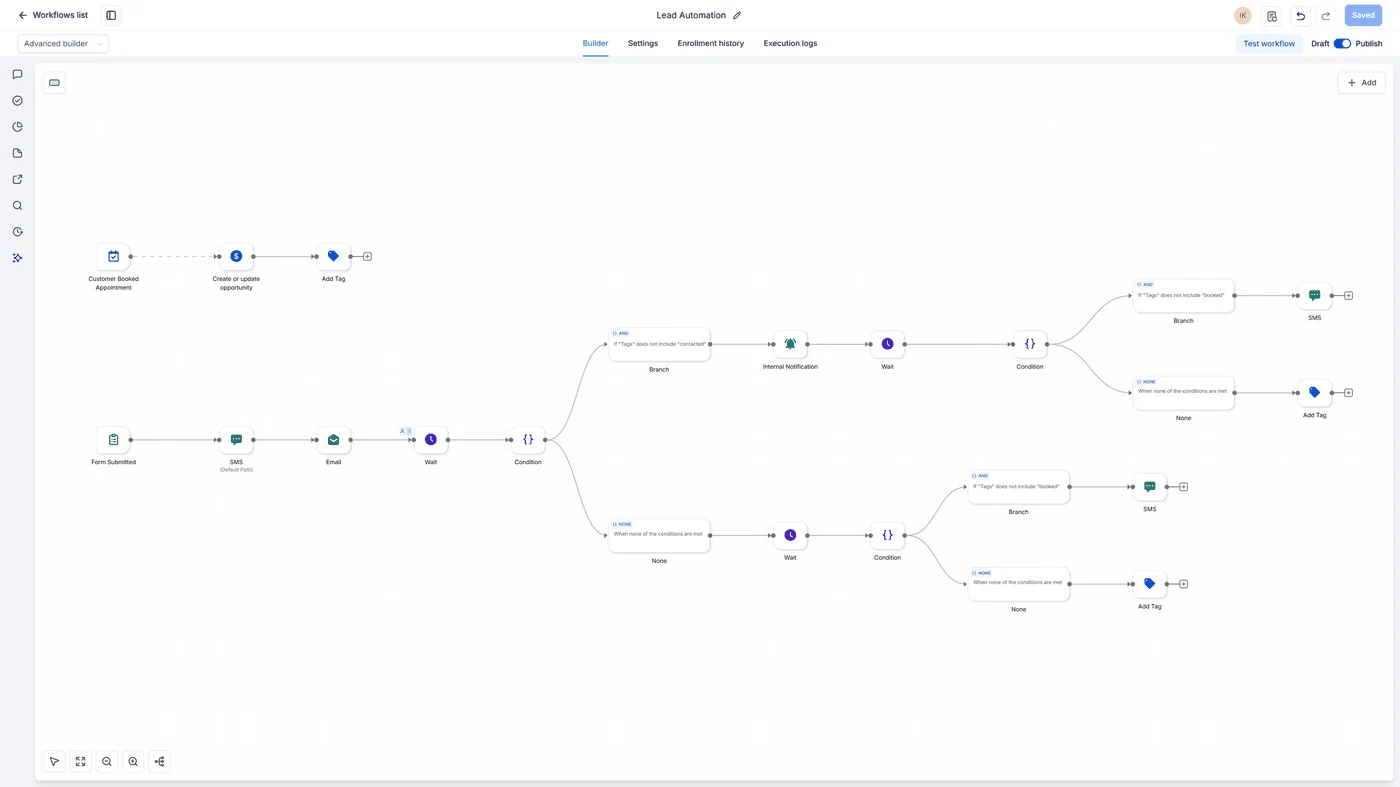 Workflows list
Lead Automation
IK
Saved
Advanced builder
Builder
Settings
Enrollment history
Execution logs
Test workflow
Draft
Publish
Add
Customer Booked
Appointment
Create or update
opportunity
Add Tag
AND
If "Tags" does not include "booked"
Branch
SMS
AND
If "Tags" does not include "contacted"
Branch
Internal Notification
Wait
{}
Condition
NONE
When none of the conditions are met
None
Add Tag
Form Submitted
SMS
(Default Path)
Email
Wait
{}
Condition
AND
If "Tags" does not include "booked"
Branch
SMS
NONE
When none of the conditions are met
None
Wait
{}
Condition
NONE
When none of the conditions are met
None
Add Tag